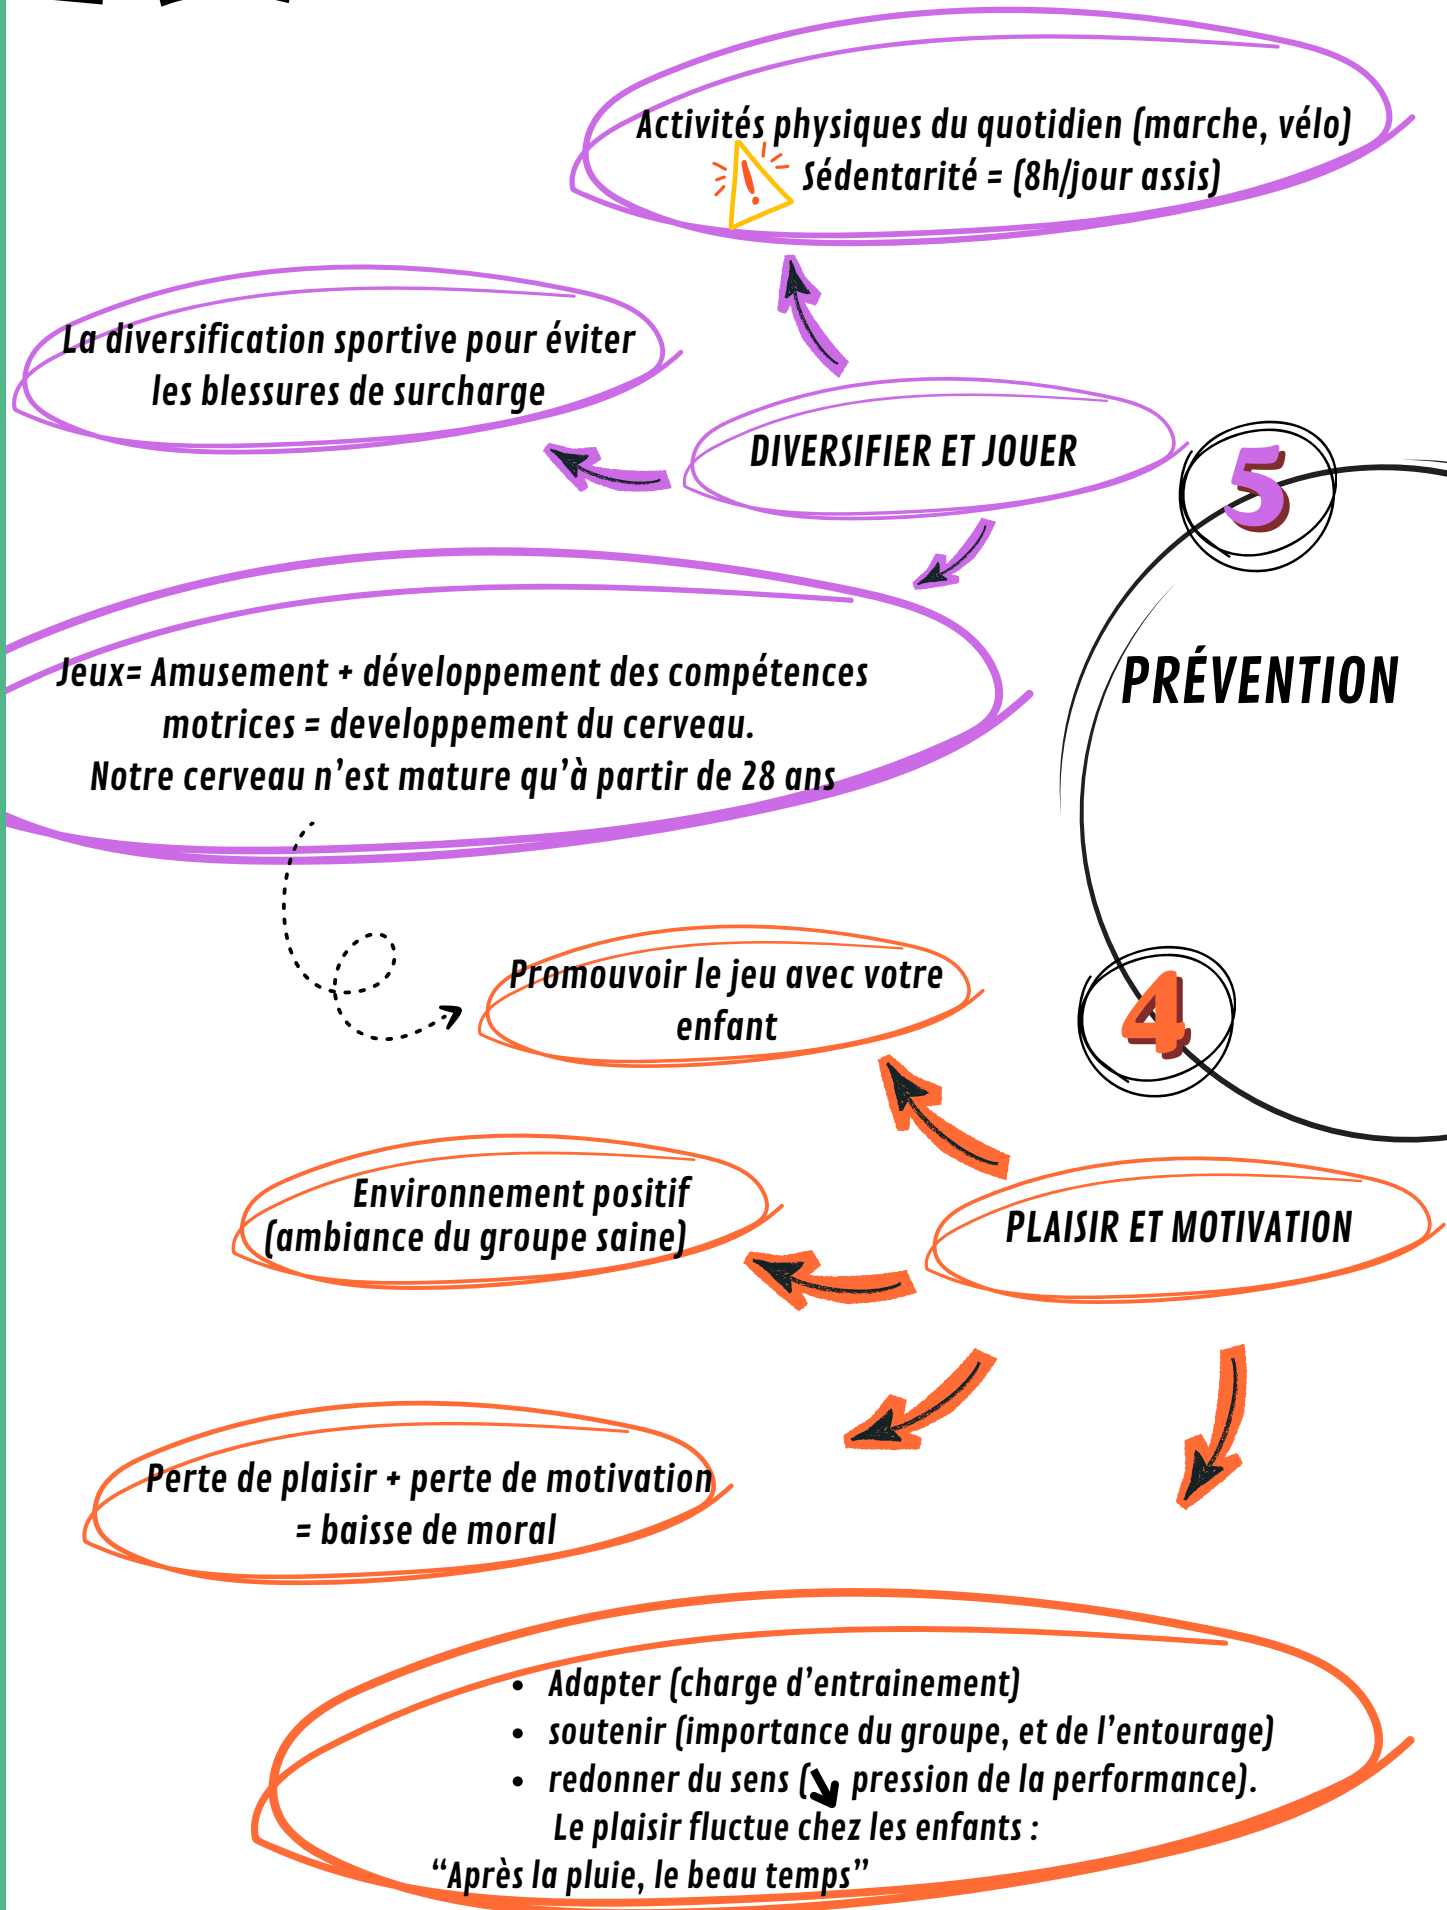 Activités physiques du quotidien (marche, vélo)
Sédentarité = (8h/jour assis)
La diversification sportive pour éviter
les blessures de surcharge
DIVERSIFIER ET JOUER
5
Jeux= Amusement + développement des compétences
motrices = developpement du cerveau.
Notre cerveau n'est mature qu'à partir de 28 ans
PRÉVENTION
Promouvoir le jeu avec votre
enfant
4
Environnement positif
(ambiance du groupe saine)
PLAISIR ET MOTIVATION
Perte de plaisir + perte de motivation
= baisse de moral
• Adapter (charge d'entrainement)
• soutenir (importance du groupe, et de l'entourage)
• redonner du sens (↘ pression de la performance).
Le plaisir fluctue chez les enfants :
“Après la pluie, le beau temps”